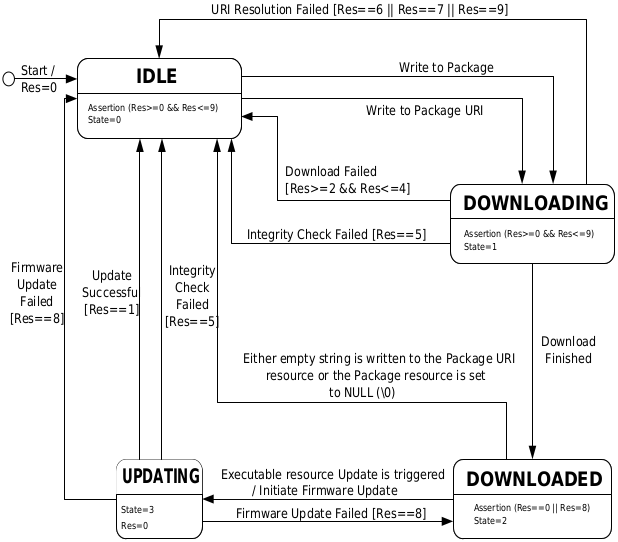 URI Resolution Failed [Res==6 || Res==7 || Res==9]
Start /
Res=0
IDLE
Assertion (Res>=0 && Res<=9)
State=0
Write to Package
Write to Package URI
Download Failed
[Res>=2 && Res<=4]
DOWNLOADING
Assertion (Res>=0 && Res<=9)
State=1
Integrity Check Failed [Res==5]
Firmware
Update
Failed
[Res==8]
Update
Successfu
[Res==1]
Integrity
Check
Failed
[Res==5]
Download
Finished
Either empty string is written to the Package URI
resource or the Package resource is set
to NULL (\0)
UPDATING
State=3
Res=0
Executable resource Update is triggered
/ Initiate Firmware Update
Firmware Update Failed [Res==8]
DOWNLOADED
Assertion (Res==0 || Res=8)
State=2